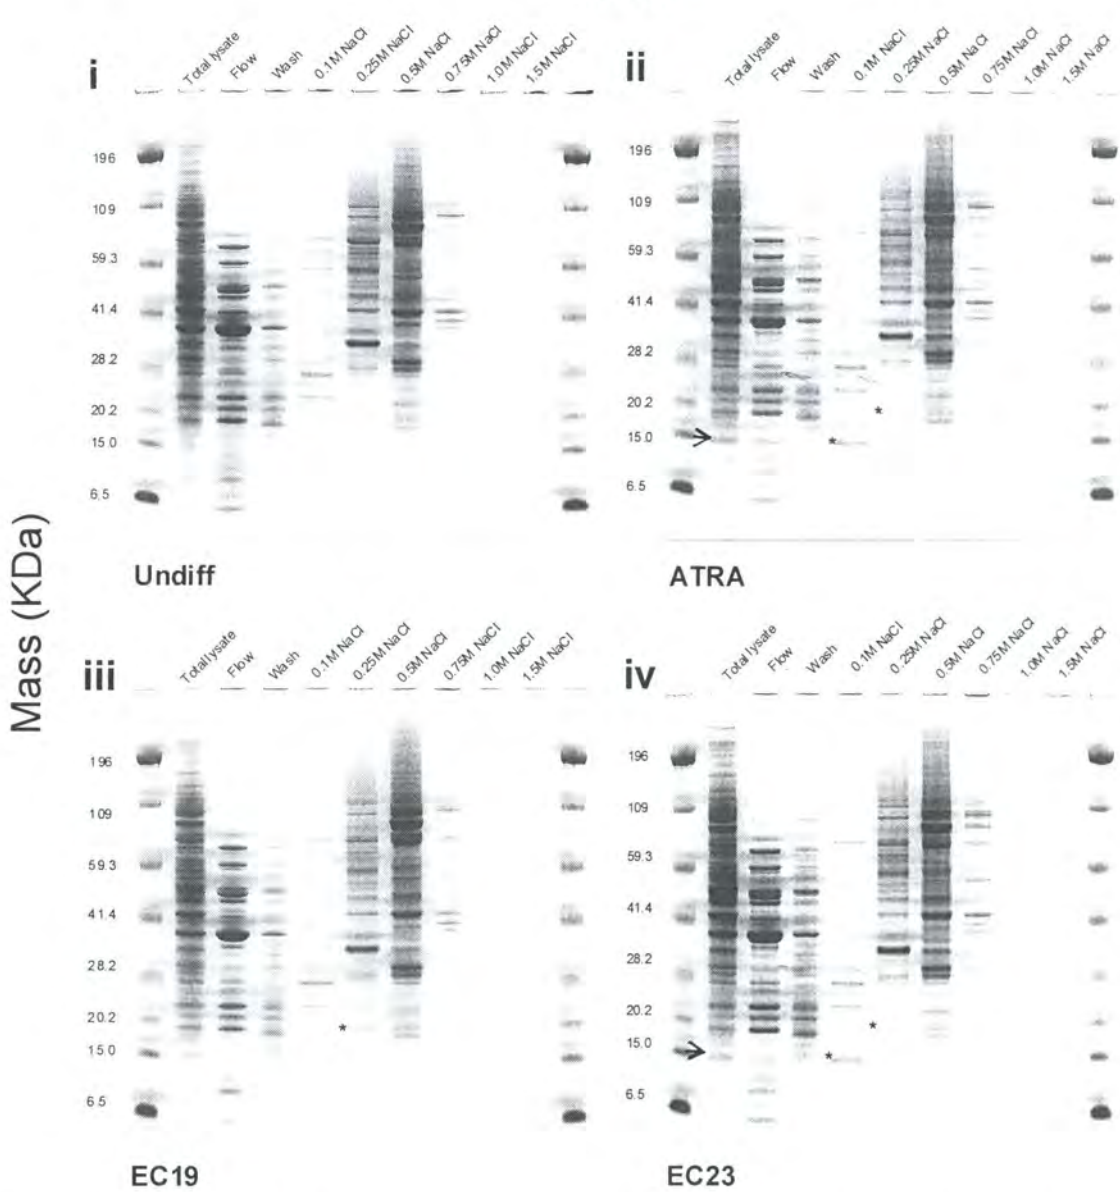 Mass (KDa)
i
Total lysate
Flow
Wash
0.1M NaCl
0.25M NaCl
0.5M NaCl
0.75M NaCl
1.0M NaCl
1.5M NaCl
196
109
59.3
41.4
28.2
20.2
15.0
6.5
Undiff
ii
Total lysate
Flow
Wash
0.1M NaCl
0.25M NaCl
0.5M NaCl
0.75M NaCl
1.0M NaCl
1.5M NaCl
196
109
59.3
41.4
28.2
20.2
15.0
6.5
*
*
ATRA
iii
Total lysate
Flow
Wash
0.1M NaCl
0.25M NaCl
0.5M NaCl
0.75M NaCl
1.0M NaCl
1.5M NaCl
196
109
59.3
41.4
28.2
20.2
15.0
6.5
*
EC19
iv
Total lysate
Flow
Wash
0.1M NaCl
0.25M NaCl
0.5M NaCl
0.75M NaCl
1.0M NaCl
1.5M NaCl
196
109
59.3
41.4
28.2
20.2
15.0
6.5
*
*
EC23